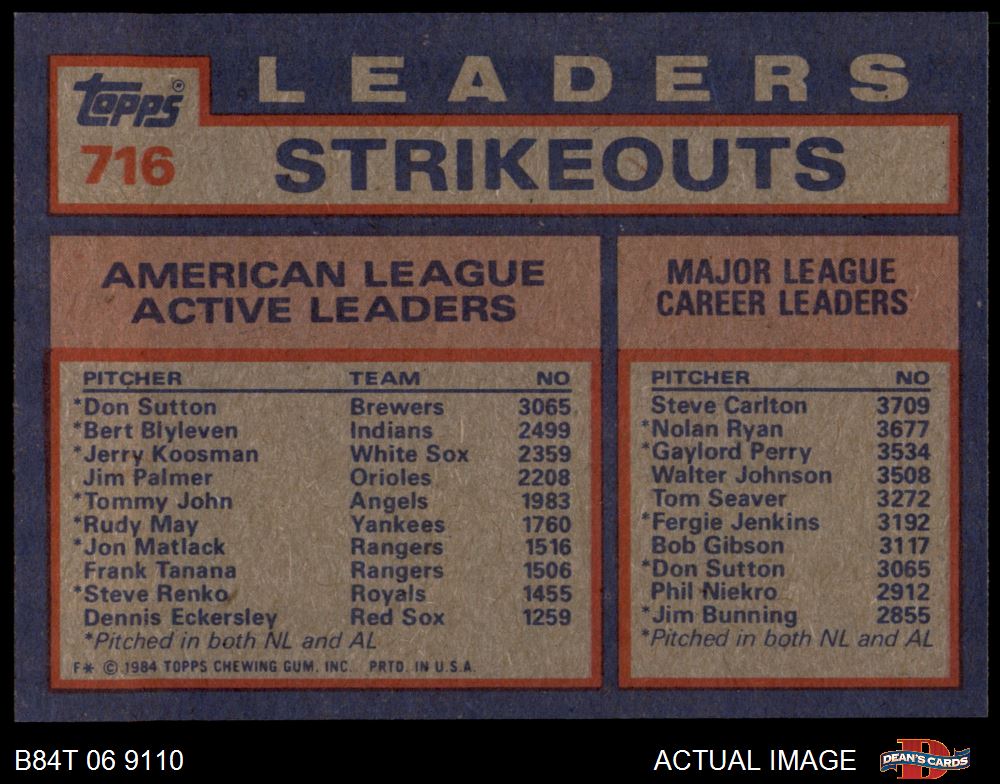 LEADERS
Topps®
716 STRIKEOUTS
AMERICAN LEAGUE
ACTIVE LEADERS
PITCHER TEAM NO
*Don Sutton Brewers 3065
*Bert Blyleven Indians 2499
*Jerry Koosman White Sox 2359
Jim Palmer Orioles 2208
*Tommy John Angels 1983
*Rudy May Yankees 1760
*Jon Matlack Rangers 1516
Frank Tanana Rangers 1506
*Steve Renko Royals 1455
Dennis Eckersley Red Sox 1259
*Pitched in both NL and AL
F* © 1984 TOPPS CHEWING GUM, INC. PRTD. IN U.S.A.
MAJOR LEAGUE
CAREER LEADERS
PITCHER NO
Steve Carlton 3709
*Nolan Ryan 3677
*Gaylord Perry 3534
Walter Johnson 3508
Tom Seaver 3272
*Fergie Jenkins 3192
Bob Gibson 3117
*Don Sutton 3065
Phil Niekro 2912
*Jim Bunning 2855
*Pitched in both NL and AL
B84T 06 9110 ACTUAL IMAGE DEAN'S CARDS